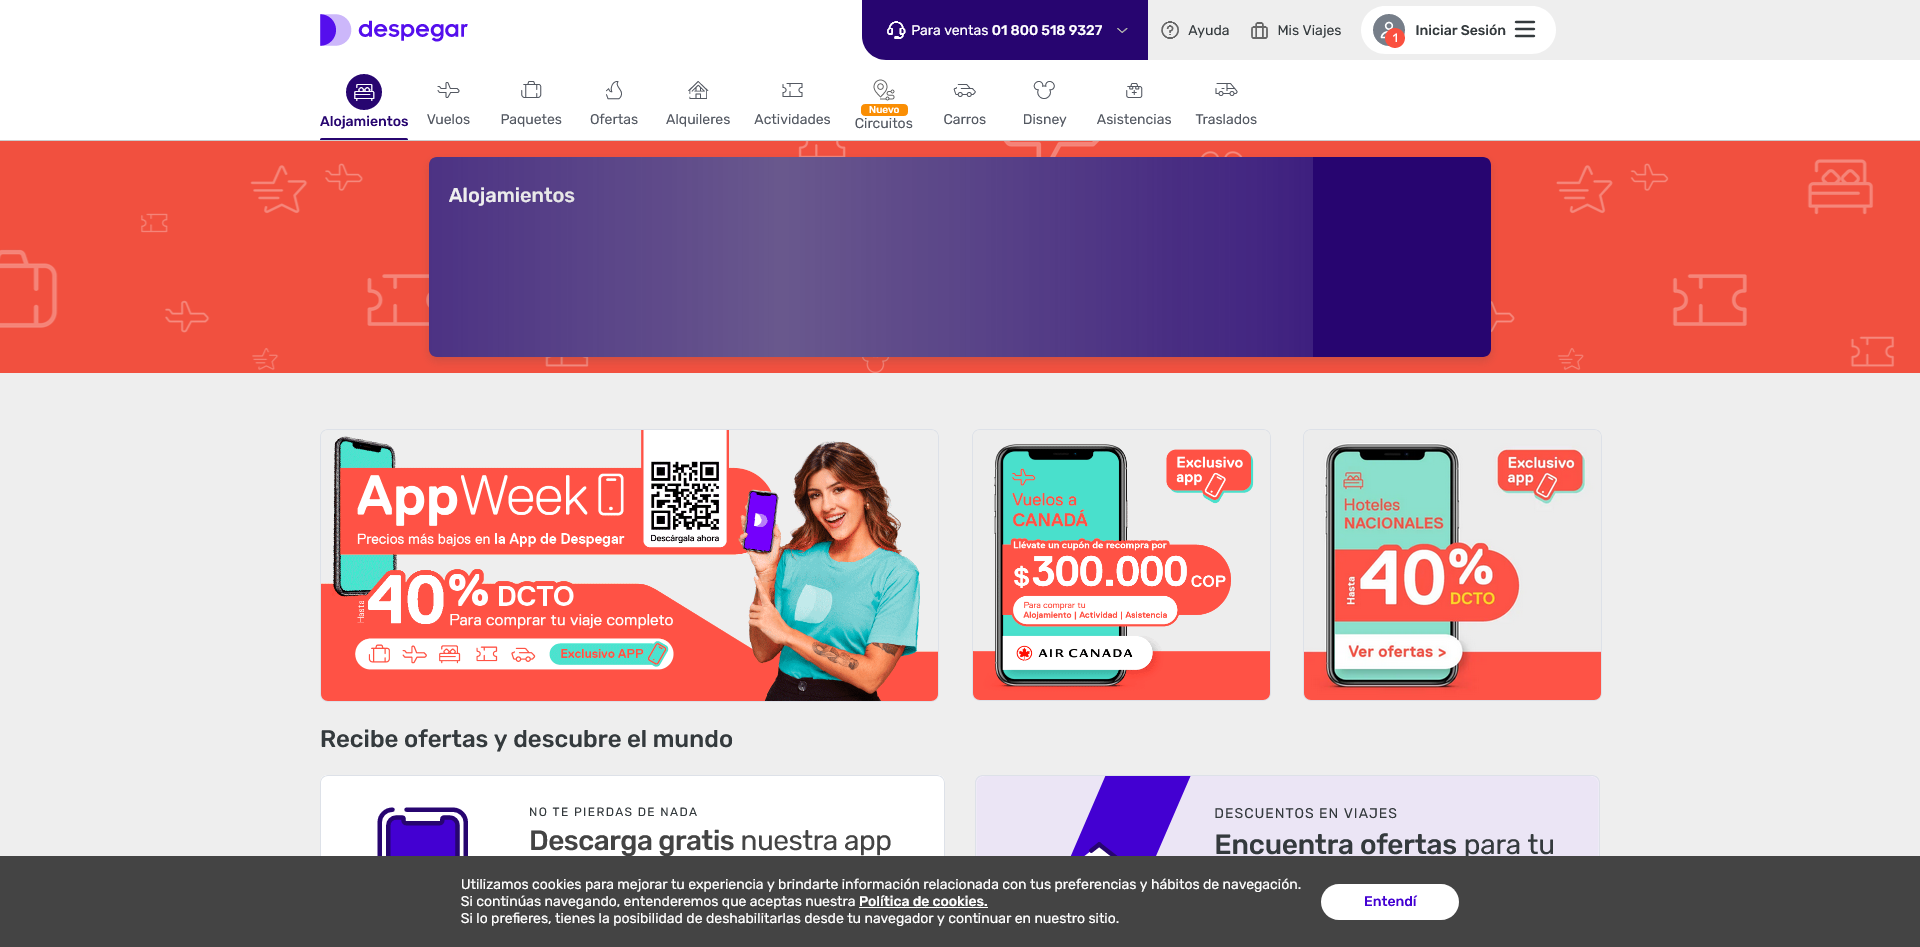 despegar
Para ventas 01 800 518 9327
Ayuda
Mis Viajes
1
Iniciar Sesión
Alojamientos
Vuelos
Paquetes
Ofertas
Alquileres
Actividades
Nuevo
Circuitos
Carros
Disney
Asistencias
Traslados
Alojamientos
AppWeek
Precios más bajos en la App de Despegar
Descárgala ahora
Hasta
40% DCTO
Para comprar tu viaje completo
Exclusivo APP
Exclusivo
app
Vuelos a
CANADÁ
Llévate un cupón de recompra por
$300.000 COP
Para comprar tu
Alojamiento | Actividad | Asistencia
AIR CANADA
Exclusivo
app
Hoteles
NACIONALES
Hasta
40%
DCTO
Ver ofertas >
Recibe ofertas y descubre el mundo
NO TE PIERDAS DE NADA
Descarga gratis nuestra app
DESCUENTOS EN VIAJES
Encuentra ofertas para tu
Utilizamos cookies para mejorar tu experiencia y brindarte información relacionada con tus preferencias y hábitos de navegación.
Si continúas navegando, entenderemos que aceptas nuestra Política de cookies.
Si lo prefieres, tienes la posibilidad de deshabilitarlas desde tu navegador y continuar en nuestro sitio.
Entendí